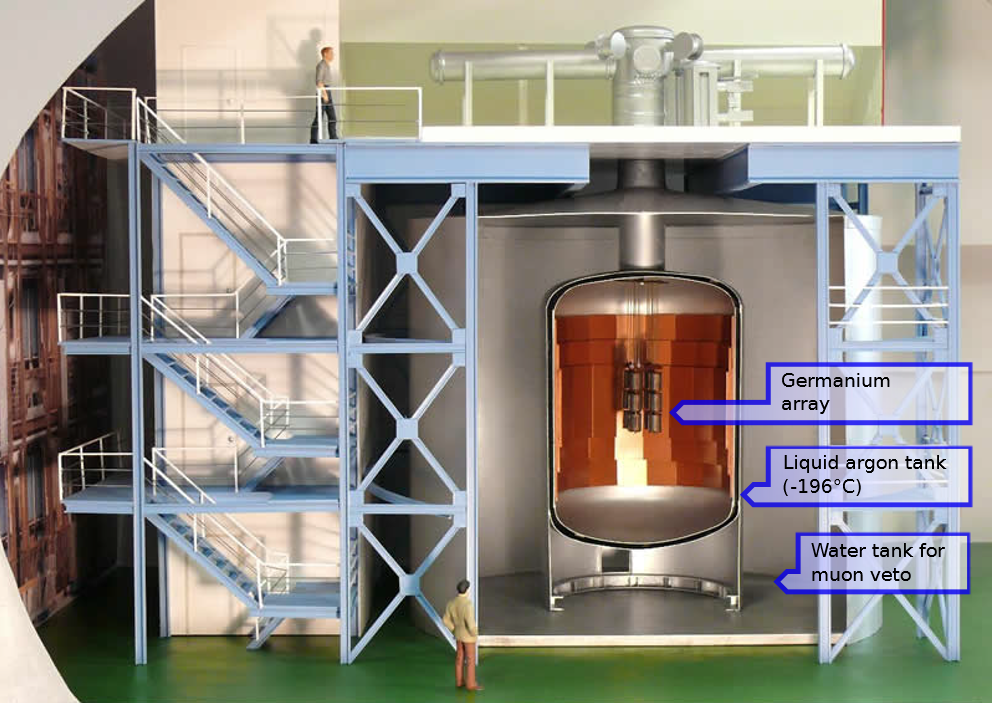 Germanium
array
Liquid argon tank
(-196°C)
Water tank for
muon veto